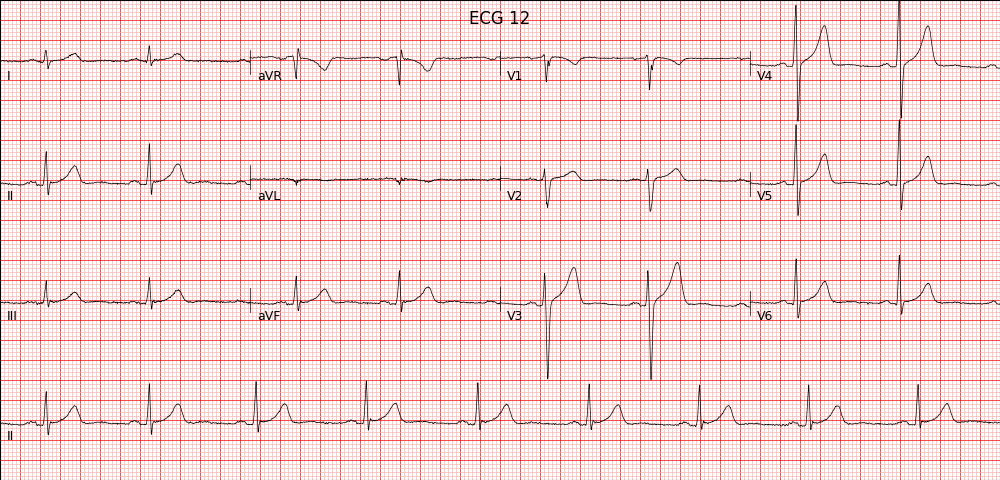 ECG 12
I aVR V1 V4
II aVL V2 V5
III aVF V3 V6
II